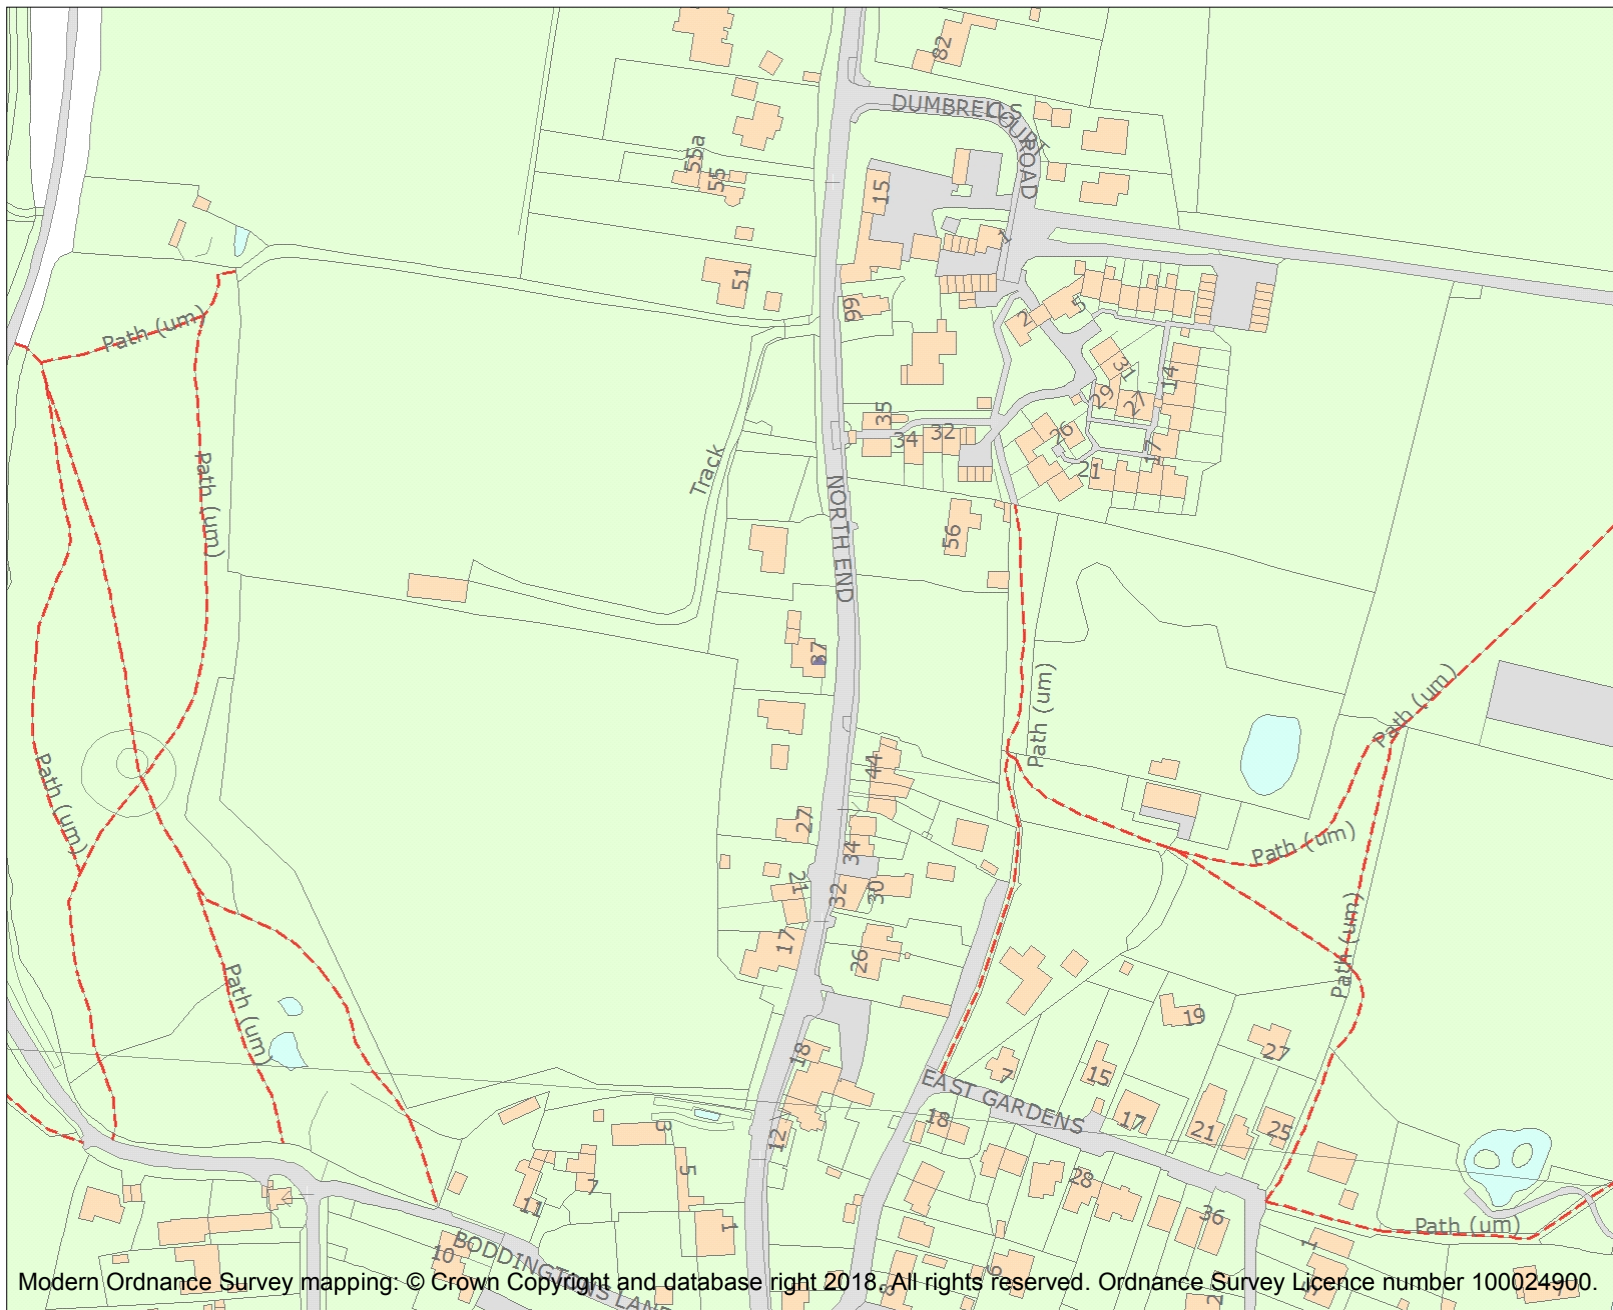 82
DUMBRELLS
COURT
ROAD
55a
55
15
1
51
66
2
5
Path (um)
31
14
29
27
35
34
32
26
17
21
Track
Path (um)
NORTH END
56
37
Path (um)
Path (um)
44
Path (um)
27
34
Path (um)
21
32
30
17
26
Path (um)
Path (um)
19
27
18
7
15
EAST GARDENS
18
17
21
25
12
3
5
7
11
28
1
36
Path (um)
10
BODDINGTONS LANE
1
6
8
Modern Ordnance Survey mapping: © Crown Copyright and database right 2018. All rights reserved. Ordnance Survey Licence number 100024900.